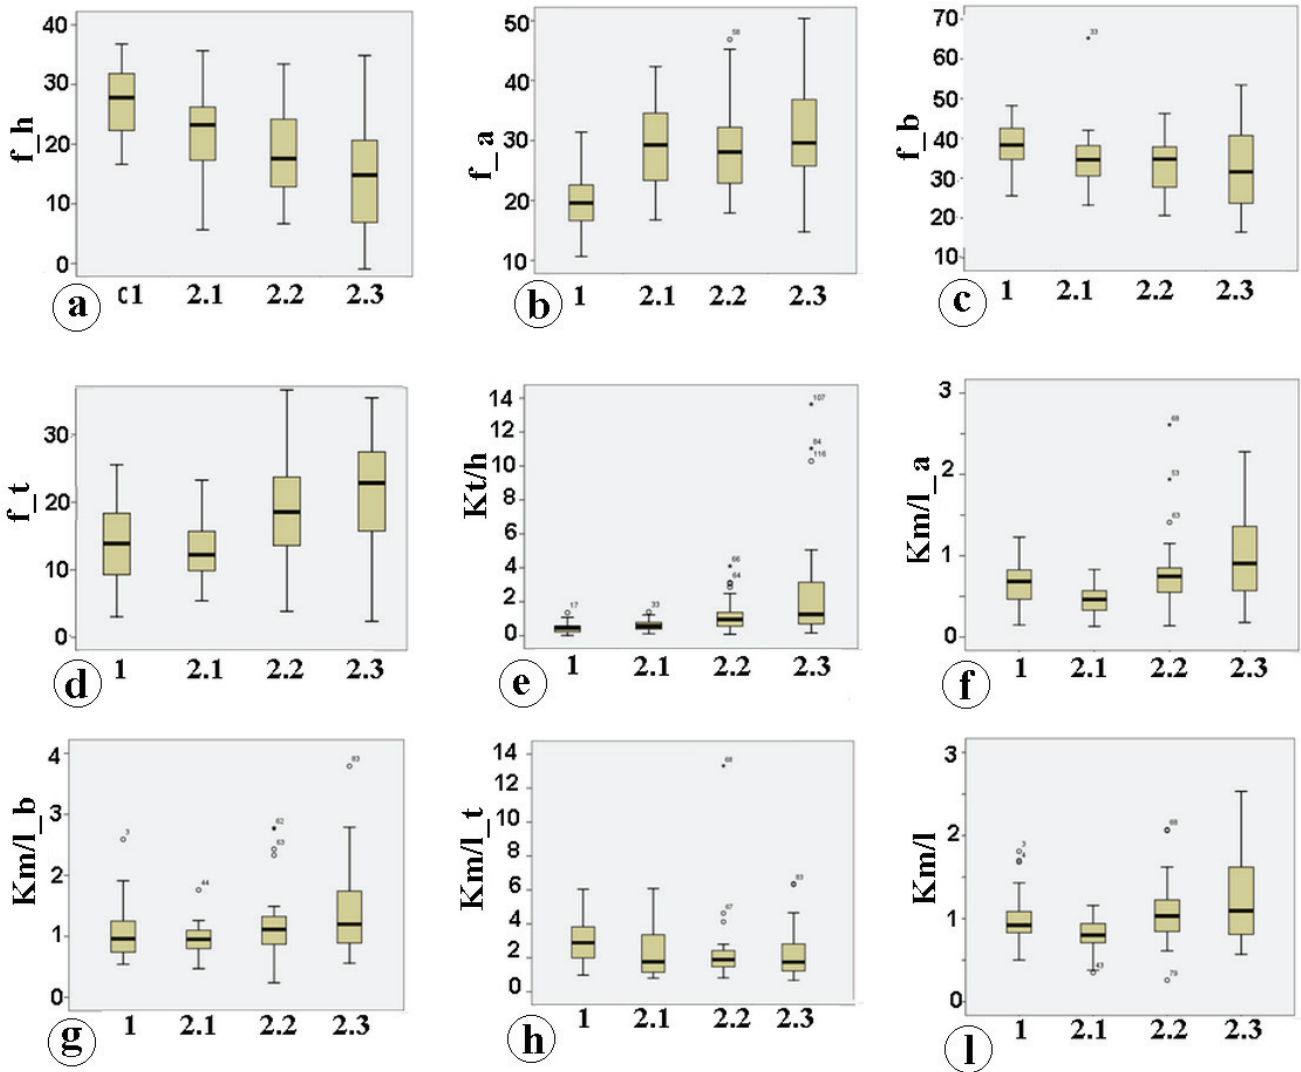 f_h
40
30
20
10
0
c1 2.1 2.2 2.3
a
f_a
50
40
30
20
10
58
1 2.1 2.2 2.3
b
f_b
70
60
50
40
30
20
10
33
1 2.1 2.2 2.3
c
f_t
30
20
10
0
1 2.1 2.2 2.3
d
Kt/h
14
12
10
8
6
4
2
0
17
33
66
64
107
84
116
1 2.1 2.2 2.3
e
Km/l_a
3
2
1
0
68
53
63
1 2.1 2.2 2.3
f
Km/l_b
4
3
2
1
0
3
44
62
63
83
1 2.1 2.2 2.3
g
Km/l_t
14
12
10
8
6
4
2
0
68
67
83
1 2.1 2.2 2.3
h
Km/l
3
2
1
0
3
4
43
68
79
1 2.1 2.2 2.3
l